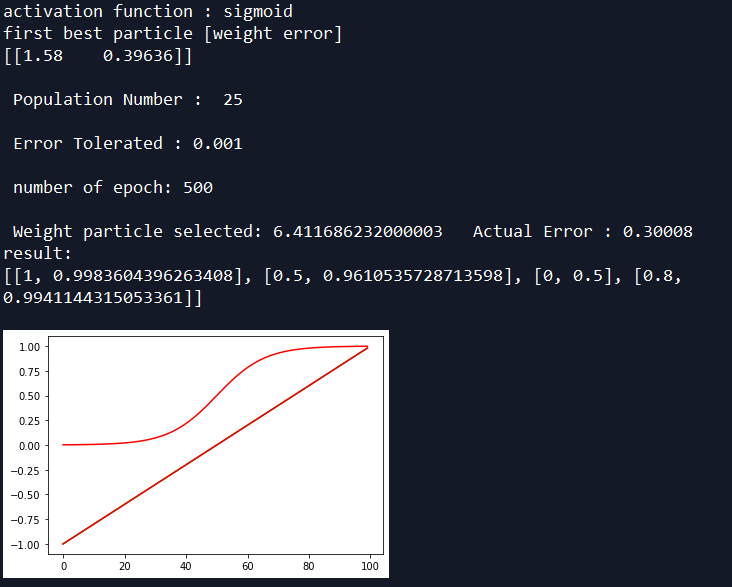 activation function : sigmoid
first best particle [weight error]
[[1.58    0.39636]]
Population Number :  25
Error Tolerated : 0.001
number of epoch: 500
Weight particle selected: 6.411686232000003   Actual Error : 0.30008
result:
[[1, 0.9983604396263408], [0.5, 0.9610535728713598], [0, 0.5], [0.8,
0.9941144315053361]]
1.00
0.75
0.50
0.25
0.00
−0.25
−0.50
−0.75
−1.00
0 20 40 60 80 100